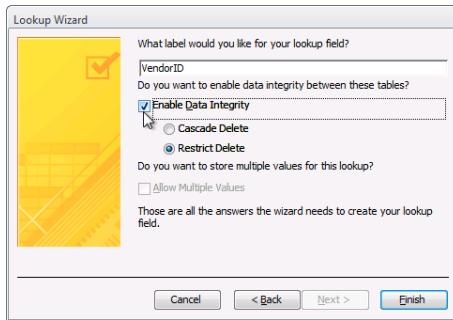 Lookup Wizard
What label would you like for your lookup field?
VendorID
Do you want to enable data integrity between these tables?
Enable Data Integrity
Cascade Delete
Restrict Delete
Do you want to store multiple values for this lookup?
Allow Multiple Values
Those are all the answers the wizard needs to create your lookup
field.
Cancel
< Back
Next >
Finish